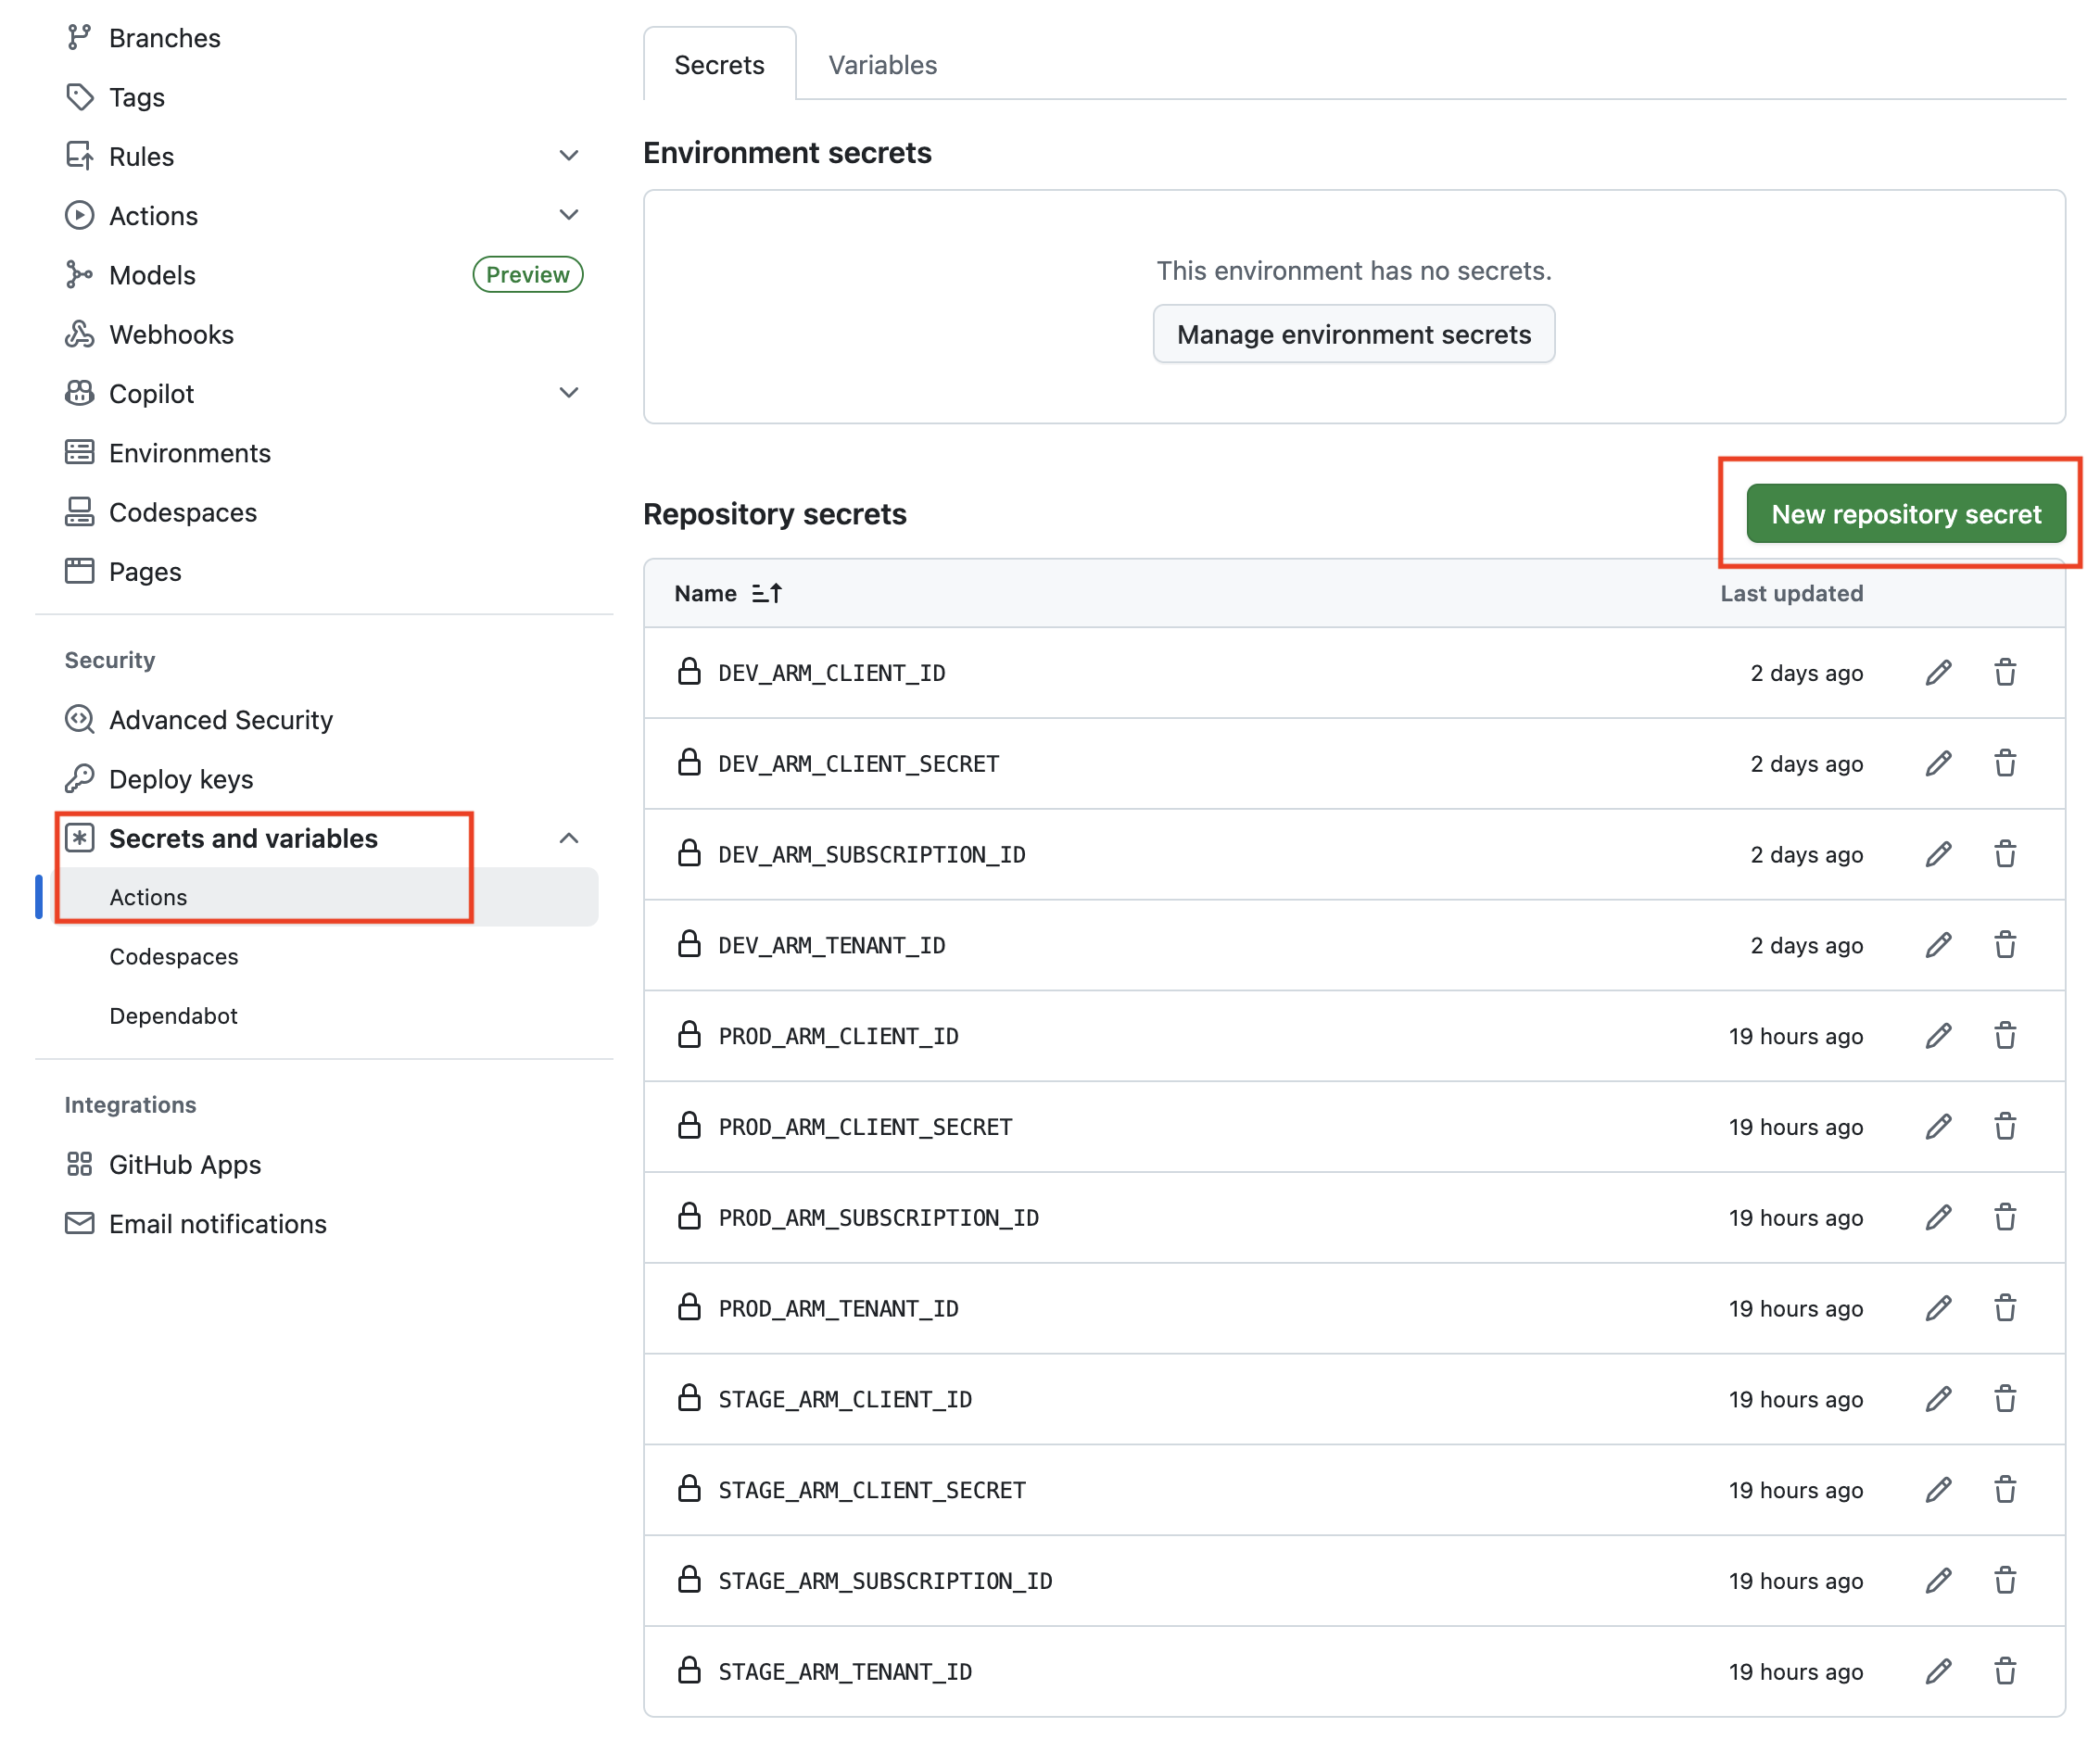 Branches
Tags
Rules
Actions
Models Preview
Webhooks
Copilot
Environments
Codespaces
Pages
Security
Advanced Security
Deploy keys
Secrets and variables
Actions
Codespaces
Dependabot
Integrations
GitHub Apps
Email notifications
Secrets Variables
Environment secrets
This environment has no secrets.
Manage environment secrets
Repository secrets New repository secret
Name Last updated
DEV_ARM_CLIENT_ID 2 days ago
DEV_ARM_CLIENT_SECRET 2 days ago
DEV_ARM_SUBSCRIPTION_ID 2 days ago
DEV_ARM_TENANT_ID 2 days ago
PROD_ARM_CLIENT_ID 19 hours ago
PROD_ARM_CLIENT_SECRET 19 hours ago
PROD_ARM_SUBSCRIPTION_ID 19 hours ago
PROD_ARM_TENANT_ID 19 hours ago
STAGE_ARM_CLIENT_ID 19 hours ago
STAGE_ARM_CLIENT_SECRET 19 hours ago
STAGE_ARM_SUBSCRIPTION_ID 19 hours ago
STAGE_ARM_TENANT_ID 19 hours ago